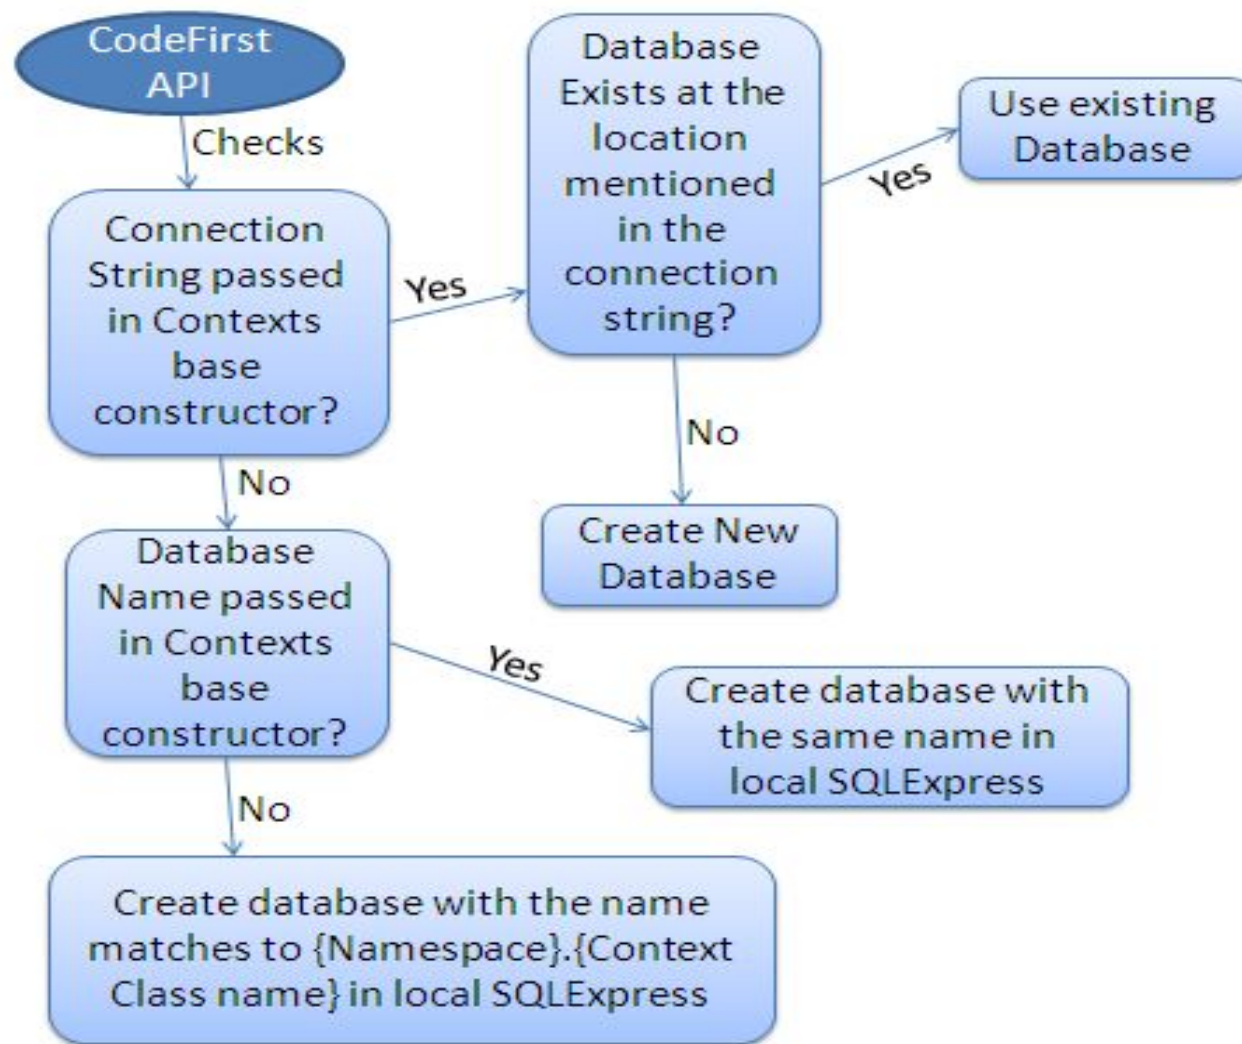 CodeFirst
API
Checks
Connection
String passed
in Contexts
base
constructor?
Yes
Database
Exists at the
location
mentioned
in the
connection
string?
Yes
Use existing
Database
No
Create New
Database
No
Database
Name passed
in Contexts
base
constructor?
Yes
Create database with
the same name in
local SQLExpress
No
Create database with the name
matches to {Namespace}.{Context
Class name} in local SQLExpress